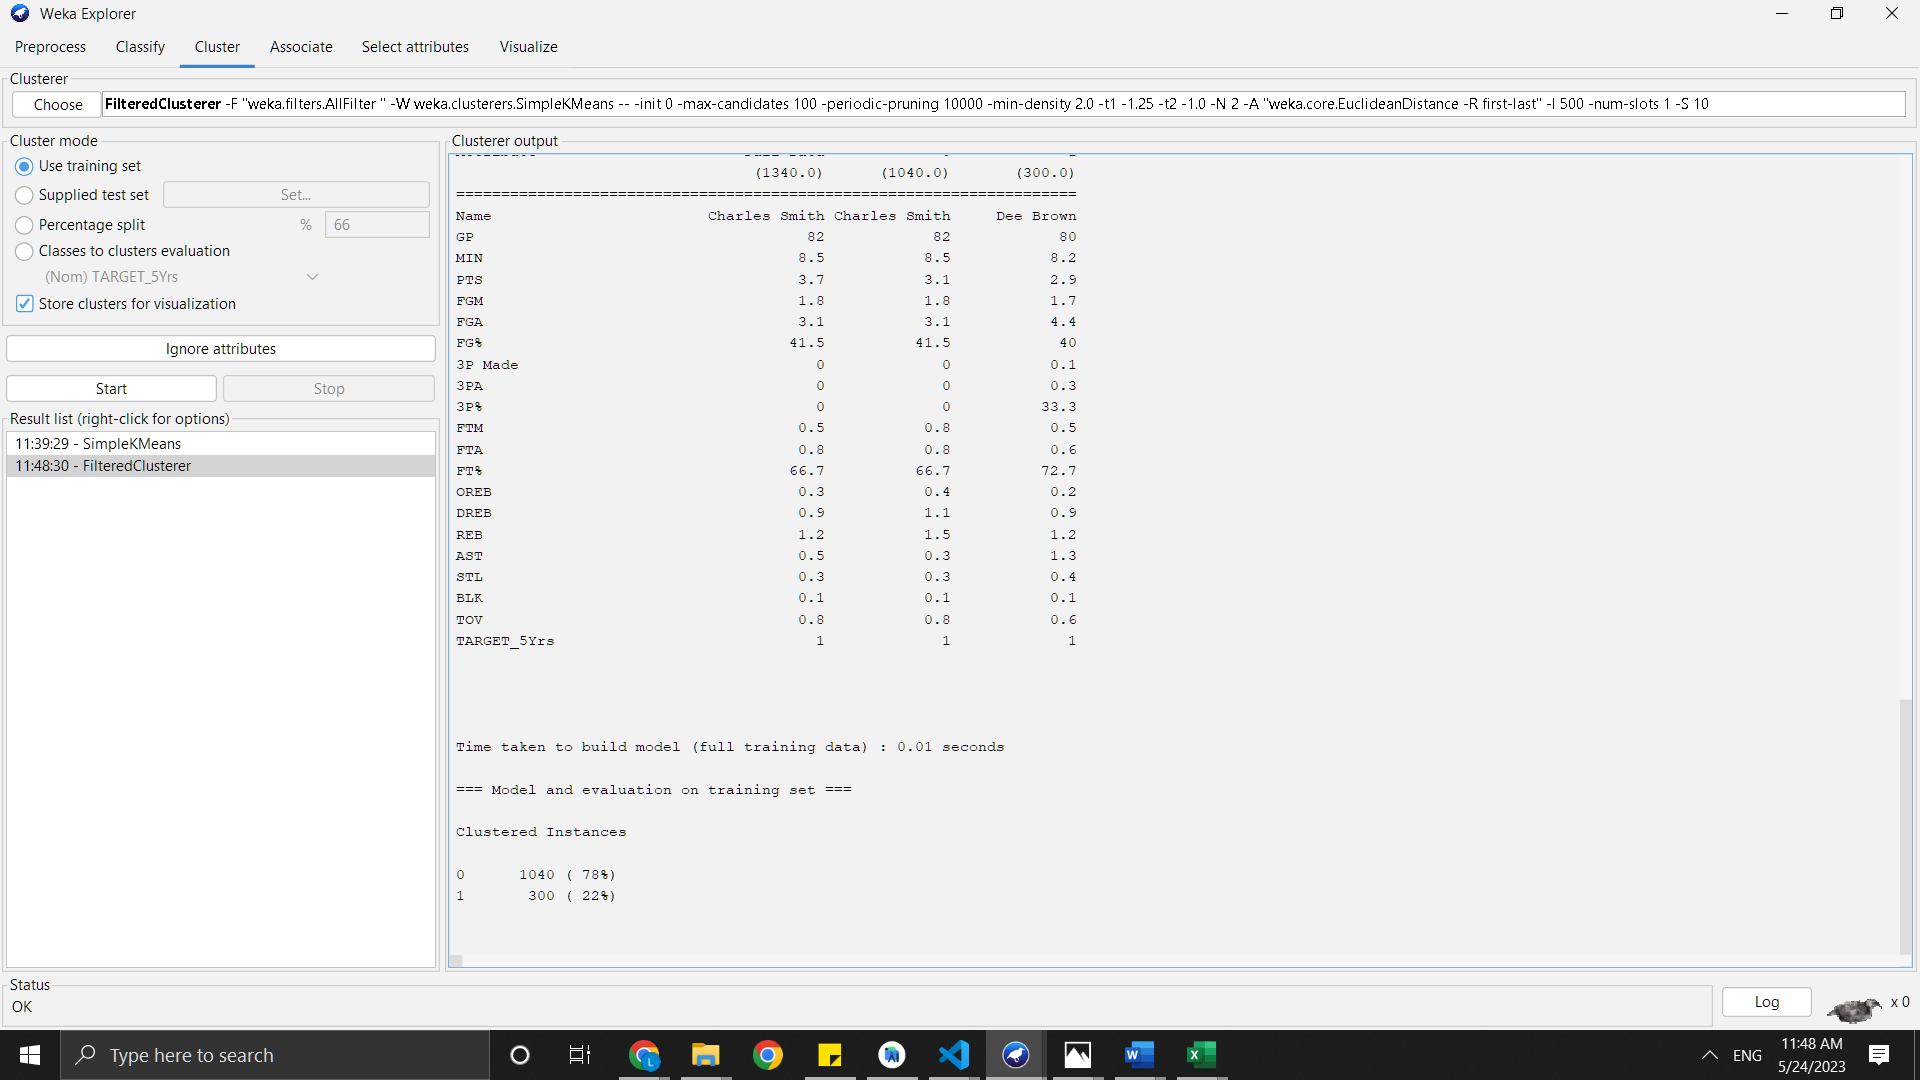 Weka Explorer
Preprocess Classify Cluster Associate Select attributes Visualize
Clusterer
Choose FilteredClusterer -F "weka.filters.AllFilter " -W weka.clusterers.SimpleKMeans -- -init 0 -max-candidates 100 -periodic-pruning 10000 -min-density 2.0 -t1 -1.25 -t2 -1.0 -N 2 -A "weka.core.EuclideanDistance -R first-last" -I 500 -num-slots 1 -S 10
Cluster mode
Use training set
Supplied test set Set...
Percentage split % 66
Classes to clusters evaluation
(Nom) TARGET_5Yrs
Store clusters for visualization
Ignore attributes
Start Stop
Result list (right-click for options)
11:39:29 - SimpleKMeans
11:48:30 - FilteredClusterer
Clusterer output
(1340.0) (1040.0) (300.0)
=====================================================================
Name Charles Smith Charles Smith Dee Brown
GP 82 82 80
MIN 8.5 8.5 8.2
PTS 3.7 3.1 2.9
FGM 1.8 1.8 1.7
FGA 3.1 3.1 4.4
FG% 41.5 41.5 40
3P Made 0 0 0.1
3PA 0 0 0.3
3P% 0 0 33.3
FTM 0.5 0.8 0.5
FTA 0.8 0.8 0.6
FT% 66.7 66.7 72.7
OREB 0.3 0.4 0.2
DREB 0.9 1.1 0.9
REB 1.2 1.5 1.2
AST 0.5 0.3 1.3
STL 0.3 0.3 0.4
BLK 0.1 0.1 0.1
TOV 0.8 0.8 0.6
TARGET_5Yrs 1 1 1
Time taken to build model (full training data) : 0.01 seconds
=== Model and evaluation on training set ===
Clustered Instances
0 1040 ( 78%)
1 300 ( 22%)
Status
OK
Log x 0
Type here to search
ENG
11:48 AM
5/24/2023